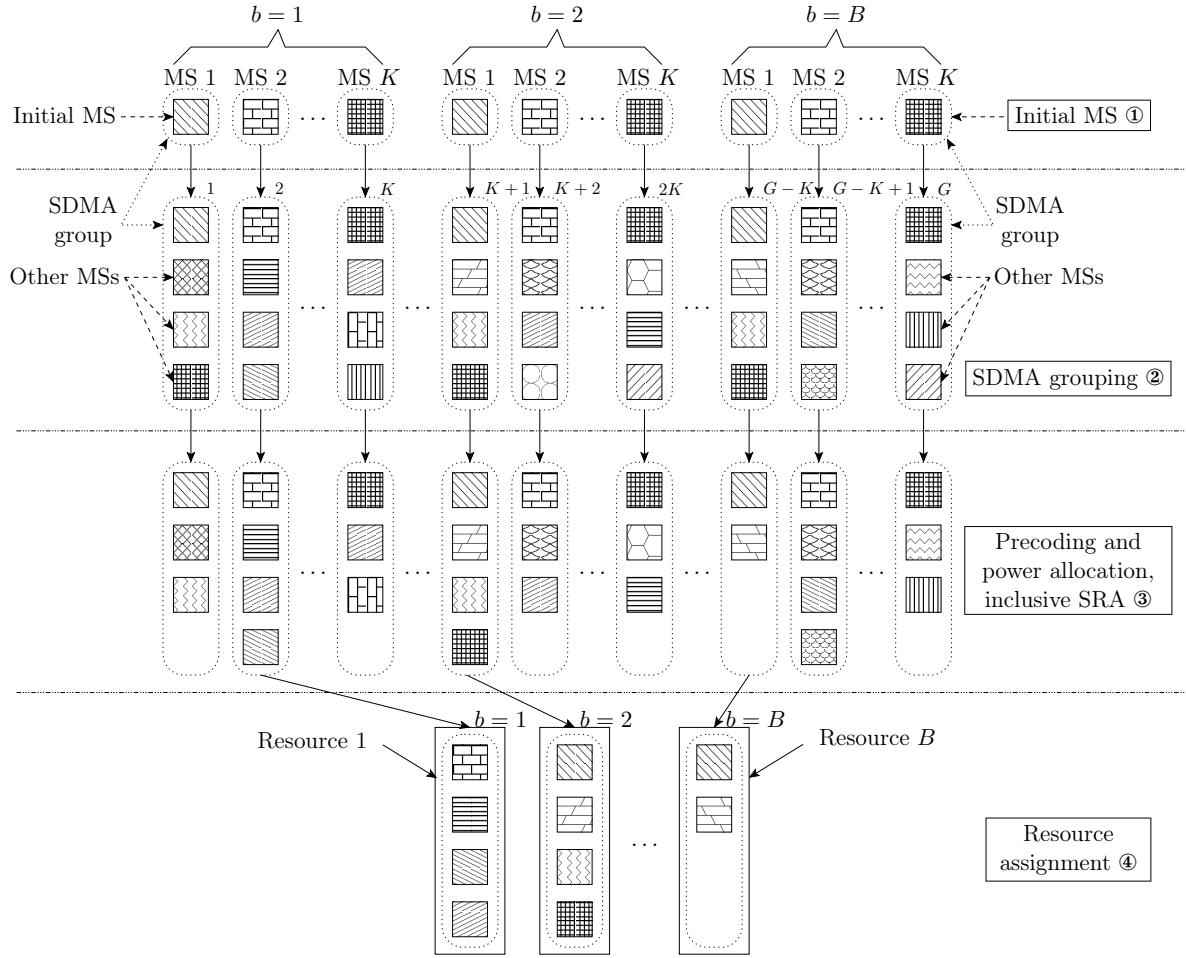 b = 1 b = 2 b = B
MS 1 MS 2 MS K MS 1 MS 2 MS K MS 1 MS 2 MS K
Initial MS ... ... ... Initial MS ①
1 2 K K + 1 K + 2 2K G − K G − K + 1 G
SDMA
group
SDMA
group
Other MSs Other MSs
... ... ... ... ...
SDMA grouping ②
Precoding and
power allocation,
inclusive SRA ③
... ... ... ... ...
b = 1 b = 2 b = B
Resource 1 Resource B
...
Resource
assignment ④